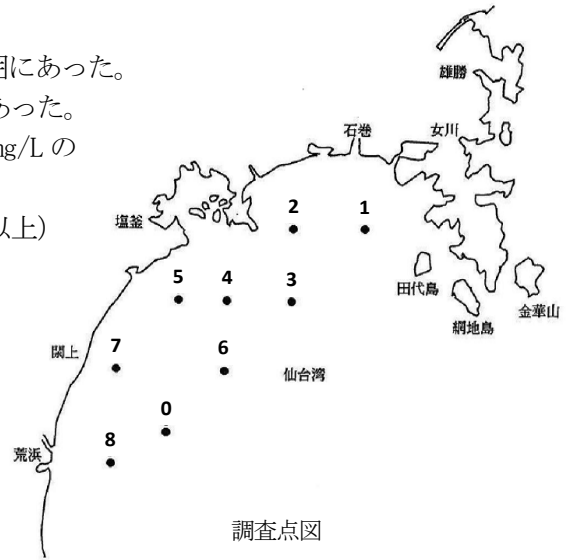 囲にあった。
あった。
mg/L の
以上）
雄勝
石巻
女川
塩釜
2
1
5
4
3
田代島
網地島
金華山
閖上
7
6
仙台湾
0
荒浜
8
調査点図